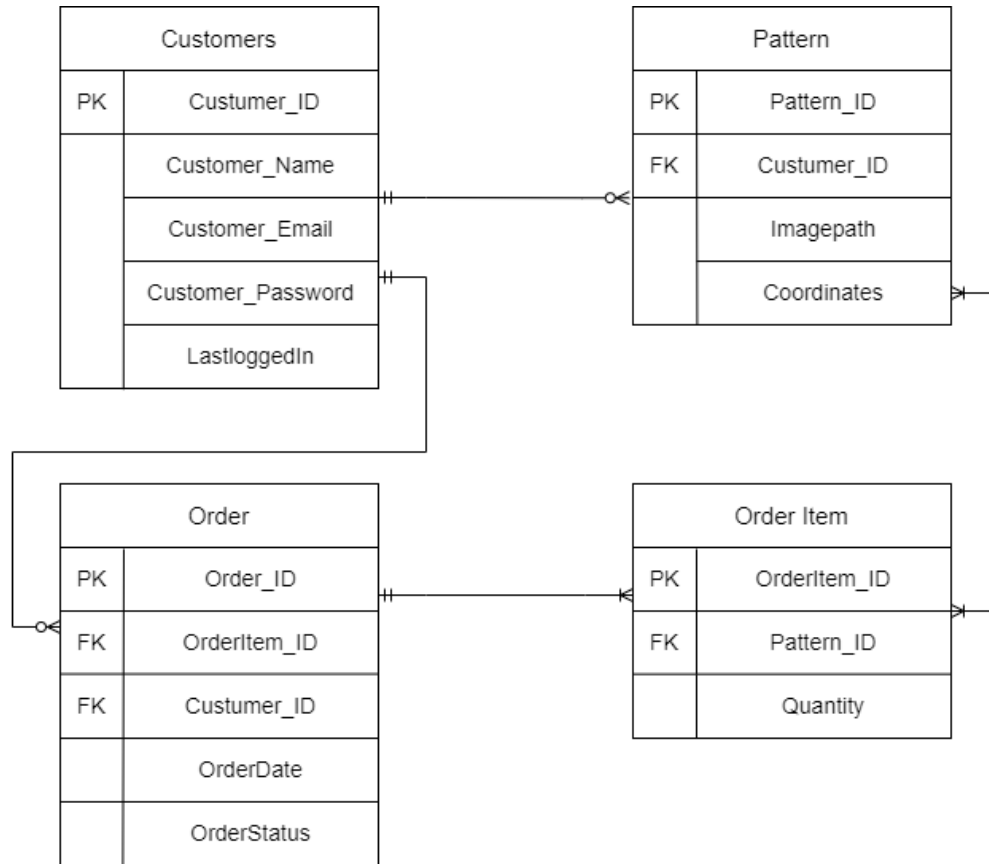 Customers
PK Custumer_ID
Customer_Name
Customer_Email
Customer_Password
LastloggedIn
Pattern
PK Pattern_ID
FK Custumer_ID
Imagepath
Coordinates
Order
PK Order_ID
FK OrderItem_ID
FK Custumer_ID
OrderDate
OrderStatus
Order Item
PK OrderItem_ID
FK Pattern_ID
Quantity